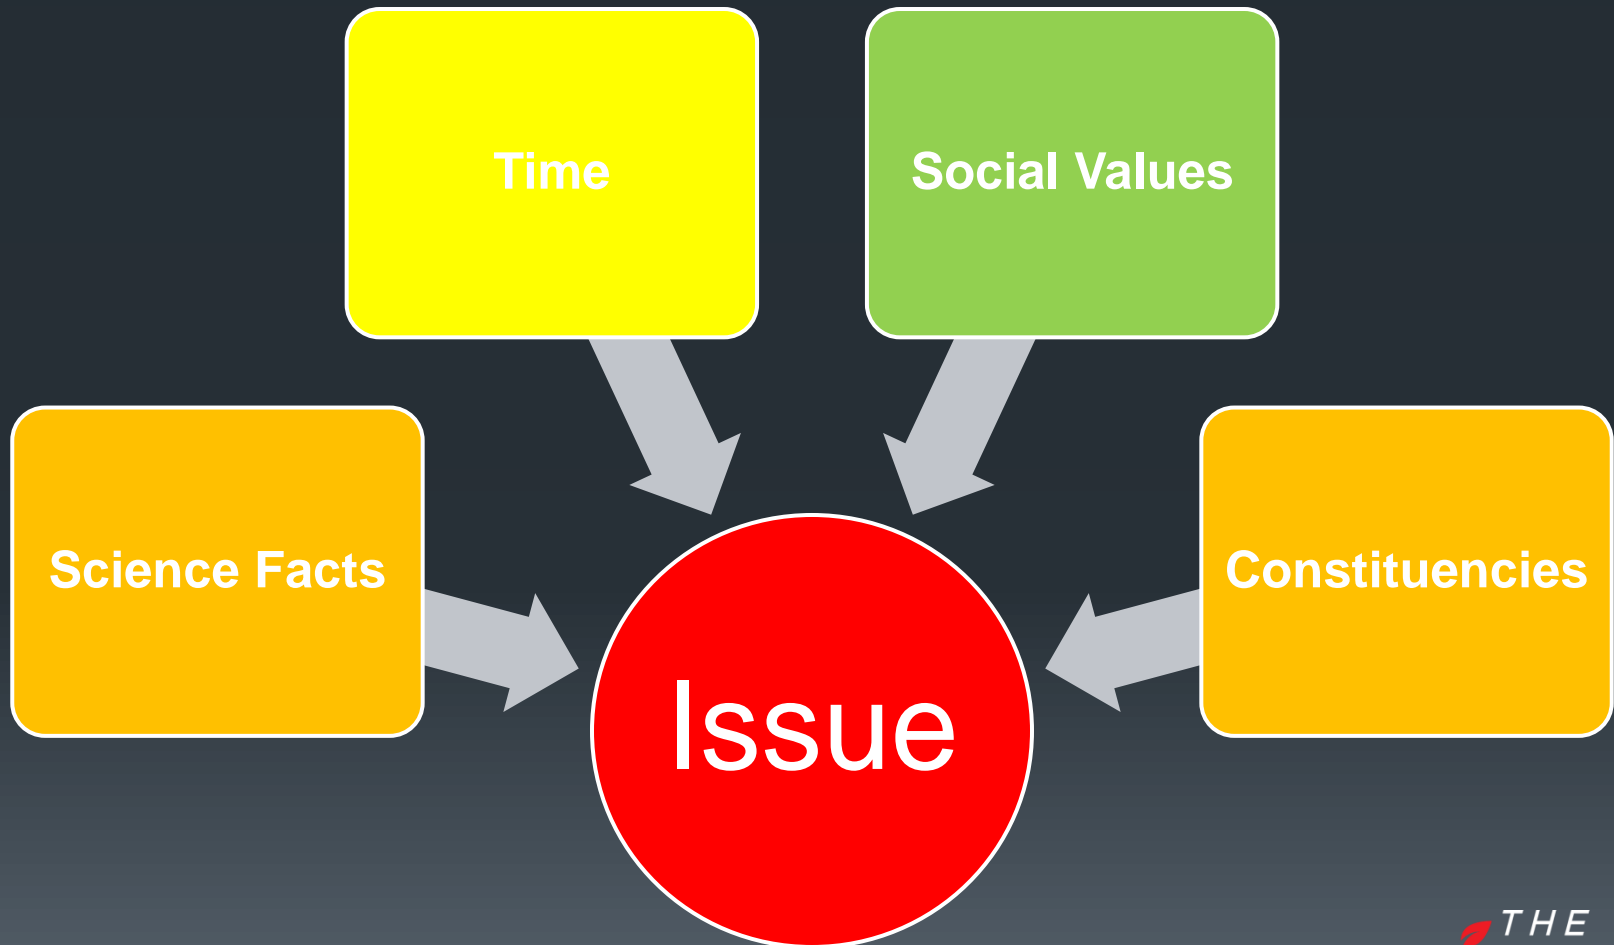 Time
Social Values
Science Facts
Constituencies
Issue
THE